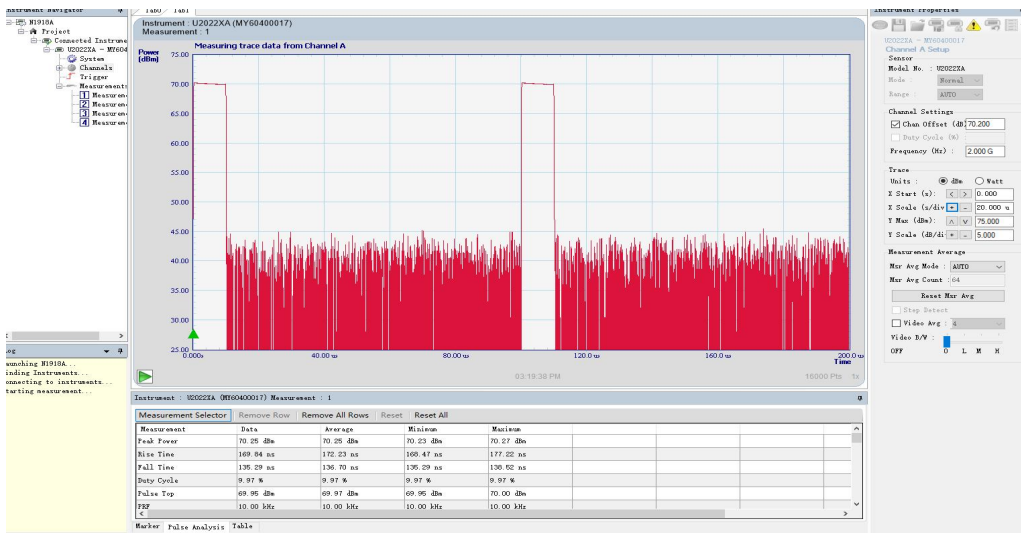 Instrument Navigator
N1918A
Project
Connected Instrume
U2022XA - MY604
System
Channels
Trigger
Measurements
1 Measurem
2 Measurem
3 Measurem
4 Measurem
Log
aunching N1918A...
inding Instruments...
onnecting to instruments...
tarting measurement...
Tab0 Tab1
Instrument : U2022XA (MY60400017)
Measurement : 1
Power
(dBm)
Measuring trace data from Channel A
75.00
70.00
65.00
60.00
55.00
50.00
45.00
40.00
35.00
30.00
25.00
0.000s 40.00 us 80.00 us 120.0 us 160.0 us 200.0 us
Time
03:19:38 PM
16000 Pts 1x
Instrument : U2022XA (MY60400017) Measurement : 1
Measurement Selector Remove Row Remove All Rows Reset Reset All
Measurement Data Average Minimum Maximum
Peak Power 70.25 dBm 70.25 dBm 70.23 dBm 70.27 dBm
Rise Time 169.84 ns 172.23 ns 168.47 ns 177.22 ns
Fall Time 135.29 ns 136.70 ns 135.29 ns 138.52 ns
Duty Cycle 9.97 % 9.97 % 9.97 % 9.97 %
Pulse Top 69.95 dBm 69.97 dBm 69.95 dBm 70.00 dBm
PRF 10.00 kHz 10.00 kHz 10.00 kHz 10.00 kHz
Marker Pulse Analysis Table
Instrument Properties
U2022XA - MY60400017
Channel A Setup
Sensor
Model No. : U2022XA
Mode : Normal
Range : AUTO
Channel Settings
Chan Offset (dB) 70.200
Duty Cycle (%)
Frequency (Hz) : 2.000 G
Trace
Units : dBm Watt
X Start (s): < > 0.000
X Scale (s/div + - 20.000 u
Y Max (dBm): 75.000
Y Scale (dB/di + - 5.000
Measurement Average
Msr Avg Mode : AUTO
Msr Avg Count : 64
Reset Msr Avg
Step Detect
Video Avg : 4
Video B/W :
OFF O L M H